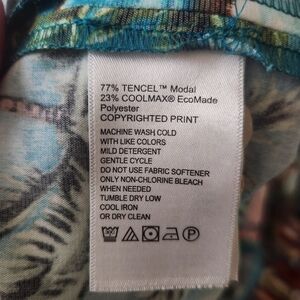 77% TENCEL™ Modal
23% COOLMAX® EcoMade
Polyester
COPYRIGHTED PRINT
MACHINE WASH COLD
WITH LIKE COLORS
MILD DETERGENT
GENTLE CYCLE
DO NOT USE FABRIC SOFTENER
ONLY NON-CHLORINE BLEACH
WHEN NEEDED
TUMBLE DRY LOW
COOL IRON
OR DRY CLEAN